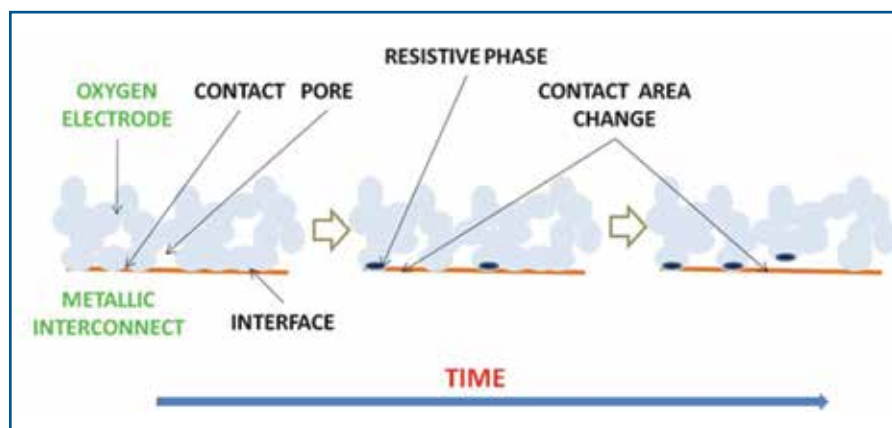 RESISTIVE PHASE
OXYGEN
ELECTRODE
CONTACT PORE
CONTACT AREA
CHANGE
METALLIC
INTERCONNECT
INTERFACE
TIME